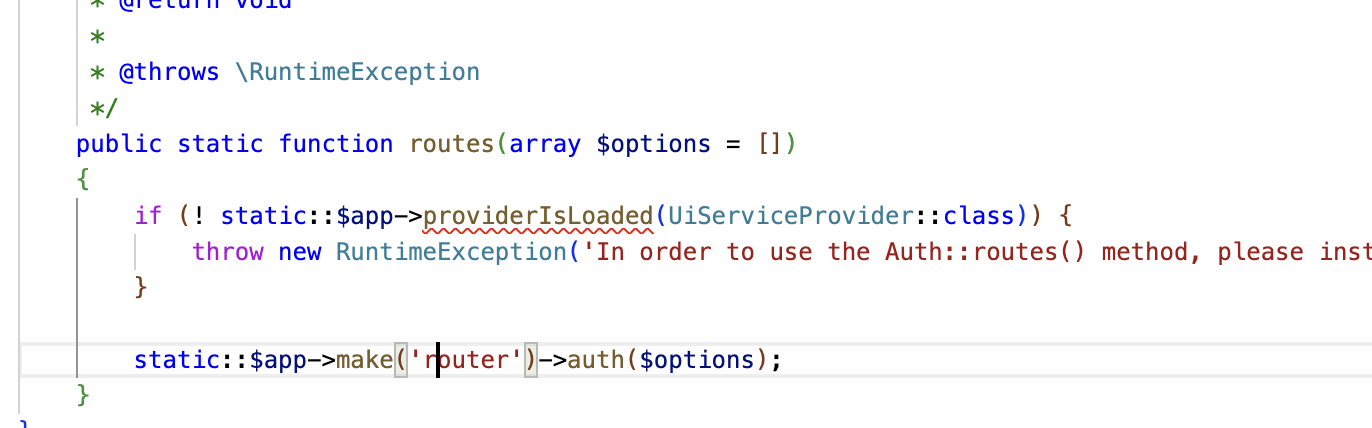 * @return void
*
* @throws \RuntimeException
*/
public static function routes(array $options = [])
{
if (! static::$app->providerIsLoaded(UiServiceProvider::class)) {
throw new RuntimeException('In order to use the Auth::routes() method, please inst
}
static::$app->make('router')->auth($options);
}
}